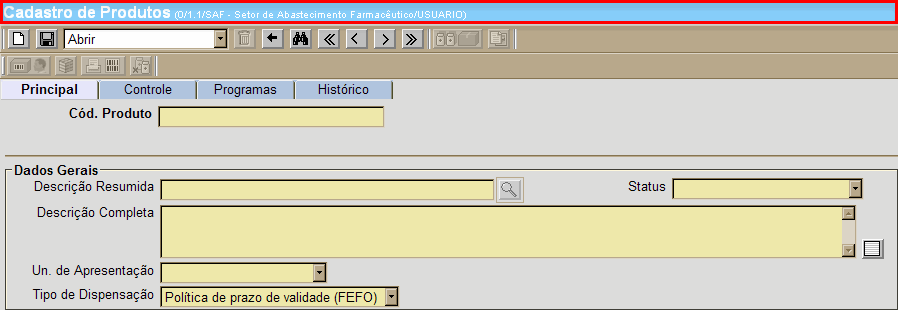 Cadastro de Produtos (0/1.1/SAF - Setor de Abastecimento Farmacêutico/USUARIO)
Abrir
Principal Controle Programas Histórico
Cód. Produto
Dados Gerais
Descrição Resumida Status
Descrição Completa
Un. de Apresentação
Tipo de Dispensação Política de prazo de validade (FEFO)